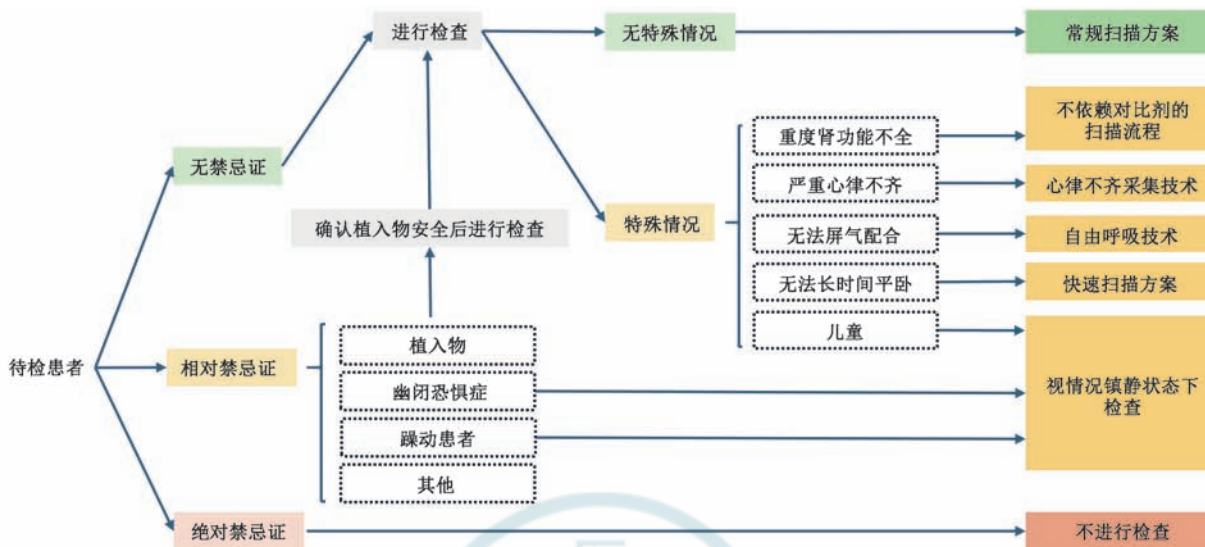 进行检查
无特殊情况
常规扫描方案
不依赖对比剂的
扫描流程
重度肾功能不全
无禁忌证
严重心律不齐
心律不齐采集技术
确认植入物安全后进行检查
特殊情况
无法屏气配合
自由呼吸技术
无法长时间平卧
快速扫描方案
儿童
植入物
待检患者
相对禁忌证
幽闭恐惧症
视情况镇静状态下
检查
躁动患者
其他
绝对禁忌证
不进行检查